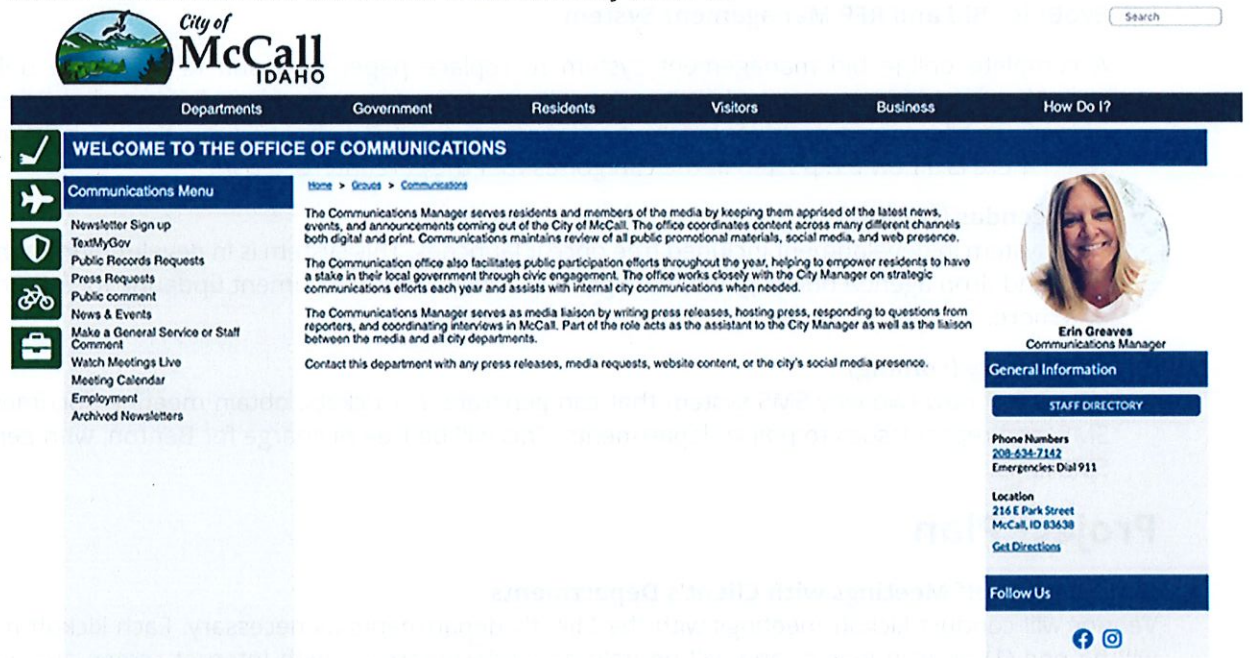 City of
McCall
IDAHO
Search
Departments Government Residents Visitors Business How Do I?
WELCOME TO THE OFFICE OF COMMUNICATIONS
Communications Menu
Newsletter Sign up
TextMyGov
Public Records Requests
Press Requests
Public comment
News & Events
Make a General Service or Staff
Comment
Watch Meetings Live
Meeting Calendar
Employment
Archived Newsletters
Home > Groups > Communications
The Communications Manager serves residents and members of the media by keeping them apprised of the latest news,
events, and announcements coming out of the City of McCall. The office coordinates content across many different channels
both digital and print. Communications maintains review of all public promotional materials, social media, and web presence.
The Communication office also facilitates public participation efforts throughout the year, helping to empower residents to have
a stake in their local government through civic engagement. The office works closely with the City Manager on strategic
communications efforts each year and assists with internal city communications when needed.
The Communications Manager serves as media liaison by writing press releases, hosting press, responding to questions from
reporters, and coordinating interviews in McCall. Part of the role acts as the assistant to the City Manager as well as the liaison
between the media and all city departments.
Contact this department with any press releases, media requests, website content, or the city's social media presence.
Erin Greaves
Communications Manager
General Information
STAFF DIRECTORY
Phone Numbers
208-634-7142
Emergencies: Dial 911
Location
216 E Park Street
McCall, ID 83638
Get Directions
Follow Us